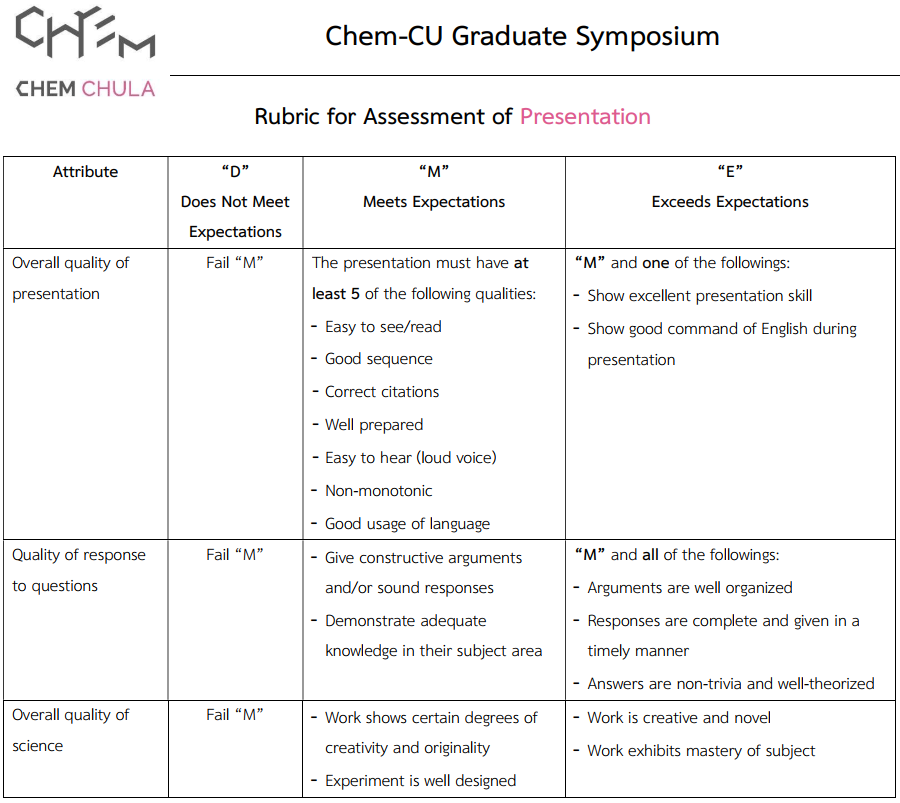 CHEM
CHEM CHULA
Chem-CU Graduate Symposium
Rubric for Assessment of Presentation
Attribute
“D”
Does Not Meet
Expectations
“M”
Meets Expectations
“E”
Exceeds Expectations
Overall quality of
presentation
Fail “M”
The presentation must have at
least 5 of the following qualities:
- Easy to see/read
- Good sequence
- Correct citations
- Well prepared
- Easy to hear (loud voice)
- Non-monotonic
- Good usage of language
“M” and one of the followings:
- Show excellent presentation skill
- Show good command of English during
presentation
Quality of response
to questions
Fail “M”
- Give constructive arguments
and/or sound responses
- Demonstrate adequate
knowledge in their subject area
“M” and all of the followings:
- Arguments are well organized
- Responses are complete and given in a
timely manner
- Answers are non-trivia and well-theorized
Overall quality of
science
Fail “M”
- Work shows certain degrees of
creativity and originality
- Experiment is well designed
- Work is creative and novel
- Work exhibits mastery of subject